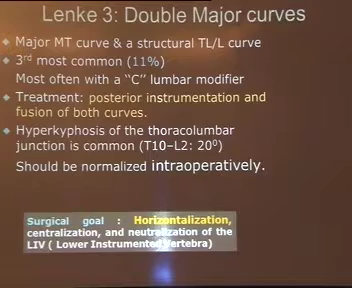 Lenke 3: Double Major curves
Major MT curve & a structural TL/L curve
3rd most common (11%)
Most often with a "C" lumbar modifier
Treatment: posterior instrumentation and
fusion of both curves.
Hyperkyphosis of the thoracolumbar
junction is common (T10–L2: 20⁰)
Should be normalized intraoperatively.
Surgical goal : Horizontalization,
centralization, and neutralization of the
LIV ( Lower Instrumented Vertebra)